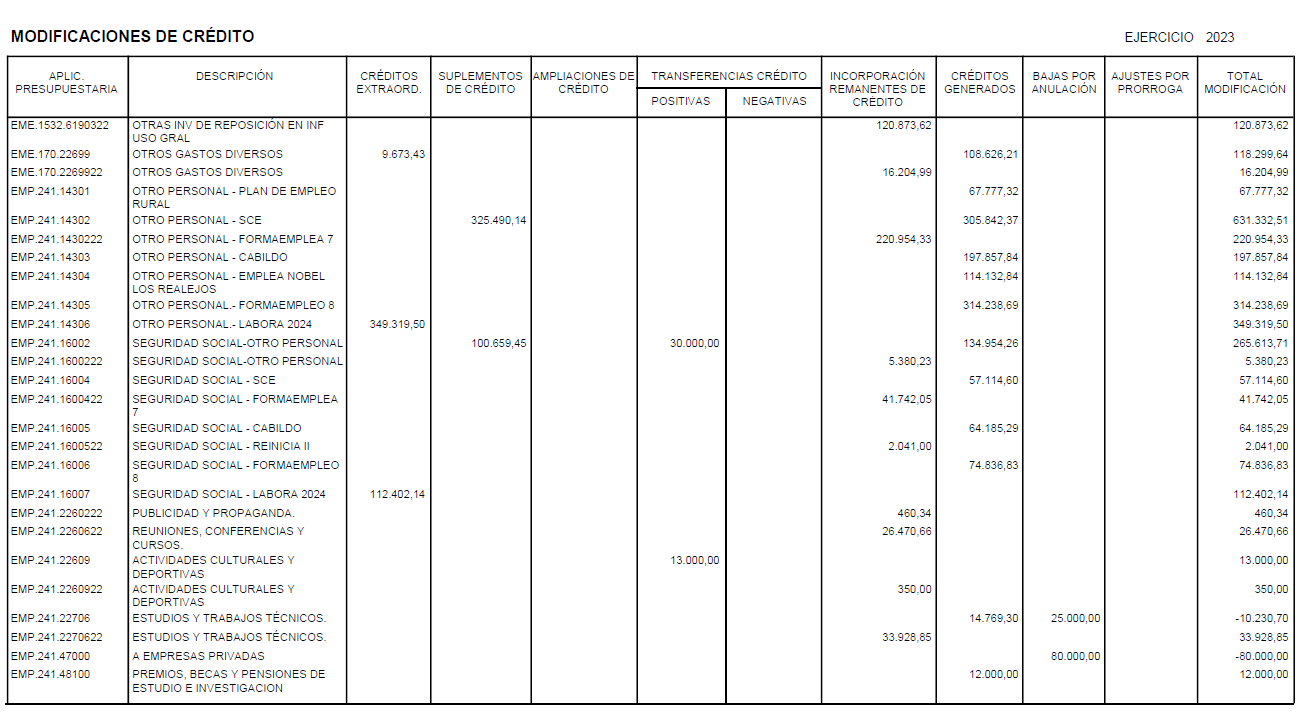 MODIFICACIONES DE CRÉDITO EJERCICIO 2023
APLIC. PRESUPUESTARIA DESCRIPCIÓN CRÉDITOS EXTRAORD. SUPLEMENTOS DE CRÉDITO AMPLIACIONES DE CRÉDITO TRANSFERENCIAS CRÉDITO INCORPORACIÓN REMANENTES DE CRÉDITO CRÉDITOS GENERADOS BAJAS POR ANULACIÓN AJUSTES POR PRORROGA TOTAL MODIFICACIÓN
POSITIVAS NEGATIVAS
EME.1532.6190322 OTRAS INV DE REPOSICIÓN EN INF 120.873,62 120.873,62
USO GRAL
EME.170.22699 OTROS GASTOS DIVERSOS 9.673,43 108.626,21 118.299,64
EME.170.2269922 OTROS GASTOS DIVERSOS 16.204,99 16.204,99
EMP.241.14301 OTRO PERSONAL - PLAN DE EMPLEO 67.777,32 67.777,32
RURAL
EMP.241.14302 OTRO PERSONAL - SCE 325.490,14 305.842,37 631.332,51
EMP.241.1430222 OTRO PERSONAL - FORMAEMPLEA 7 220.954,33 220.954,33
EMP.241.14303 OTRO PERSONAL - CABILDO 197.857,84 197.857,84
EMP.241.14304 OTRO PERSONAL - EMPLEA NOBEL 114.132,84 114.132,84
LOS REALEJOS
EMP.241.14305 OTRO PERSONAL.- FORMAEMPLEO 8 314.238,69 314.238,69
EMP.241.14306 OTRO PERSONAL.- LABORA 2024 349.319,50 349.319,50
EMP.241.16002 SEGURIDAD SOCIAL-OTRO PERSONAL 100.659,45 30.000,00 134.954,26 265.613,71
EMP.241.1600222 SEGURIDAD SOCIAL-OTRO PERSONAL 5.380,23 5.380,23
EMP.241.16004 SEGURIDAD SOCIAL - SCE 57.114,60 57.114,60
EMP.241.1600422 SEGURIDAD SOCIAL - FORMAEMPLEA 41.742,05 41.742,05
7
EMP.241.16005 SEGURIDAD SOCIAL - CABILDO 64.185,29 64.185,29
EMP.241.1600522 SEGURIDAD SOCIAL - REINICIA II 2.041,00 2.041,00
EMP.241.16006 SEGURIDAD SOCIAL - FORMAEMPLEO 74.836,83 74.836,83
8
EMP.241.16007 SEGURIDAD SOCIAL - LABORA 2024 112.402,14 112.402,14
EMP.241.2260222 PUBLICIDAD Y PROPAGANDA. 460,34 460,34
EMP.241.2260622 REUNIONES, CONFERENCIAS Y 26.470,66 26.470,66
CURSOS.
EMP.241.22609 ACTIVIDADES CULTURALES Y 13.000,00 13.000,00
DEPORTIVAS
EMP.241.2260922 ACTIVIDADES CULTURALES Y 350,00 350,00
DEPORTIVAS
EMP.241.22706 ESTUDIOS Y TRABAJOS TÉCNICOS. 14.769,30 25.000,00 -10.230,70
EMP.241.2270622 ESTUDIOS Y TRABAJOS TÉCNICOS. 33.928,85 33.928,85
EMP.241.47000 A EMPRESAS PRIVADAS 80.000,00 -80.000,00
EMP.241.48100 PREMIOS, BECAS Y PENSIONES DE 12.000,00 12.000,00
ESTUDIO E INVESTIGACION